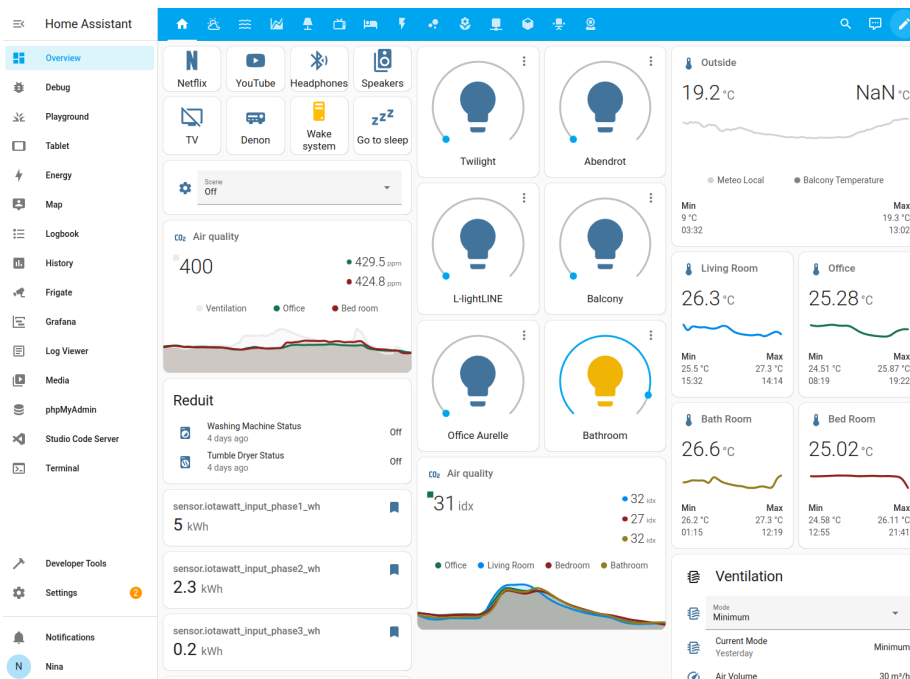 Home Assistant
Overview
Debug
Playground
Tablet
Energy
Map
Logbook
History
Frigate
Grafana
Log Viewer
Media
phpMyAdmin
Studio Code Server
Terminal
Developer Tools
Settings 2
Notifications
N Nina
Netflix YouTube Headphones Speakers
TV Denon Wake system Go to sleep
Scene
Off
CO₂ Air quality
400
429.5 ppm
424.8 ppm
Ventilation Office Bed room
Reduit
Washing Machine Status
4 days ago
Off
Tumble Dryer Status
4 days ago
Off
sensor.iotawatt_input_phase1_wh
5 kWh
sensor.iotawatt_input_phase2_wh
2.3 kWh
sensor.iotawatt_input_phase3_wh
0.2 kWh
Twilight Abendrot
L-lightLINE Balcony
Office Aurelle Bathroom
CO₂ Air quality
31 idx
32 idx
27 idx
32 idx
Office Living Room Bedroom Bathroom
Outside
19.2 °C NaN °C
Meteo Local Balcony Temperature
Min Max
9 °C 19.3 °C
03:32 13:02
Living Room
26.3 °C
Min Max
25.5 °C 27.3 °C
15:32 14:14
Office
25.28 °C
Min Max
24.51 °C 25.87 °C
08:19 19:22
Bath Room
26.6 °C
Min Max
26.2 °C 27.3 °C
01:15 12:19
Bed Room
25.02 °C
Min Max
24.58 °C 26.11 °C
12:55 21:41
Ventilation
Mode
Minimum
Current Mode
Yesterday
Minimum
Air Volume 30 m³/h